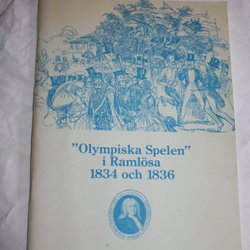 ”Olympiska Spelen”
i Ramlösa
1834 och 1836